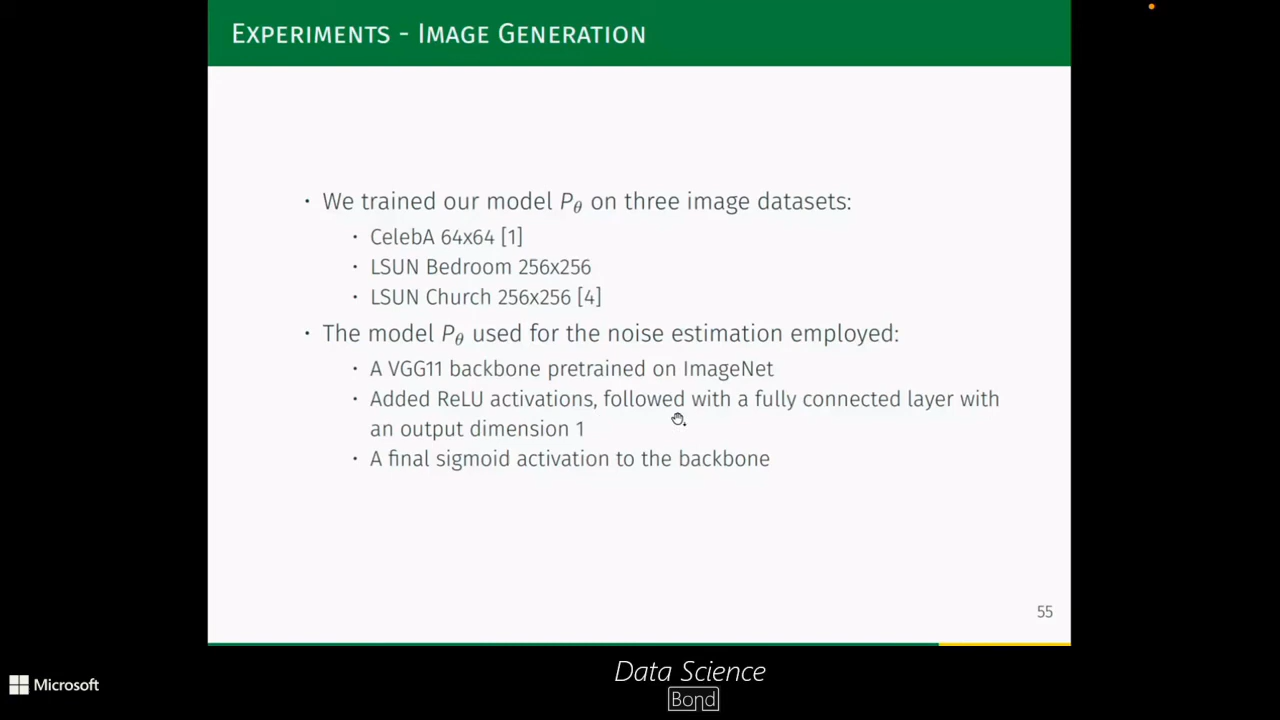 EXPERIMENTS - IMAGE GENERATION
· We trained our model Pθ on three image datasets:
· CelebA 64x64 [1]
· LSUN Bedroom 256x256
· LSUN Church 256x256 [4]
· The model Pθ used for the noise estimation employed:
· A VGG11 backbone pretrained on ImageNet
· Added ReLU activations, followed with a fully connected layer with
an output dimension 1
· A final sigmoid activation to the backbone
55
Microsoft
Data Science
Bond